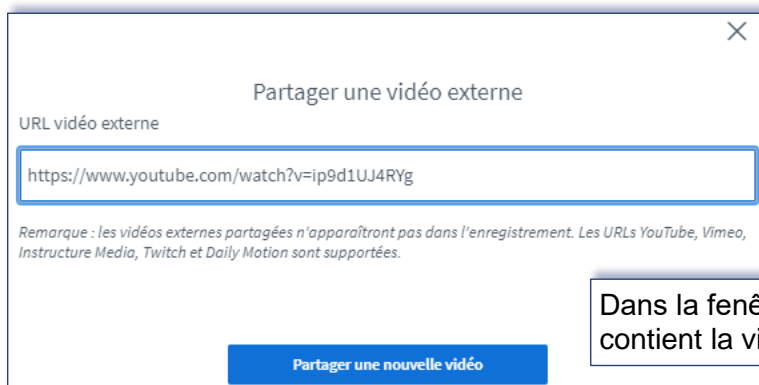 Partager une vidéo externe
URL vidéo externe
https://www.youtube.com/watch?v=ip9d1UJ4RYg
Remarque : les vidéos externes partagées n'apparaîtront pas dans l'enregistrement. Les URLs YouTube, Vimeo,
Instructure Media, Twitch et Daily Motion sont supportées.
Dans la
contient la
Partager une nouvelle vidéo